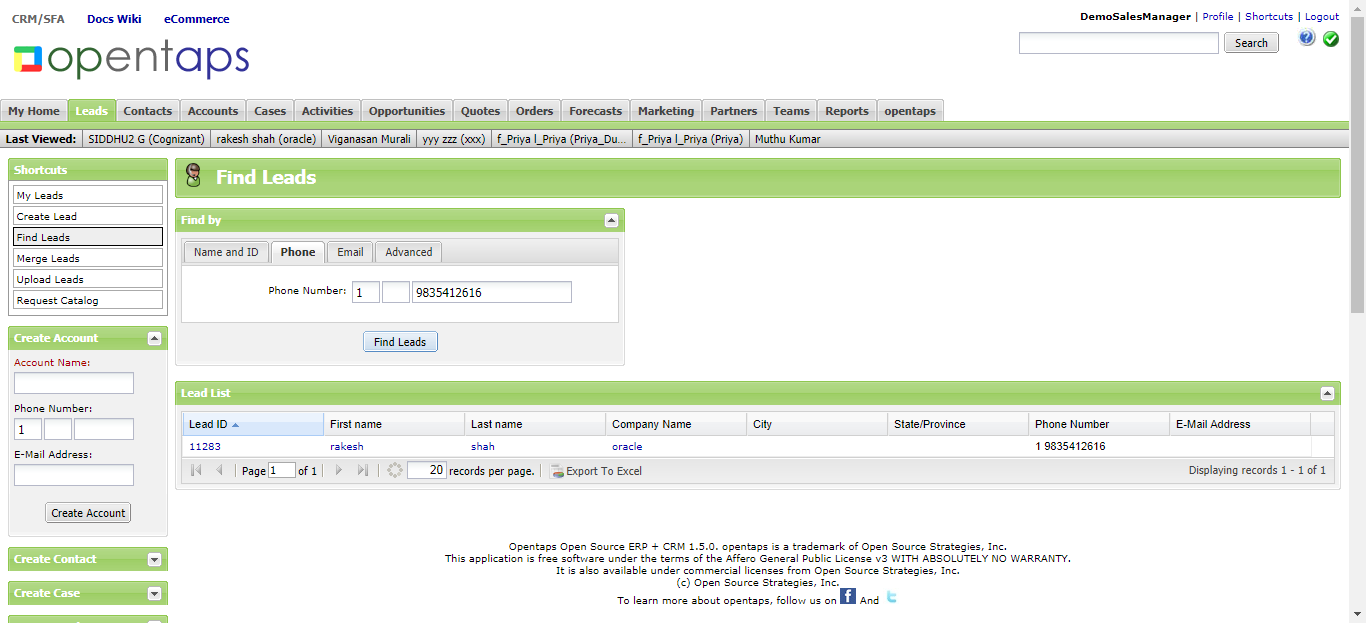 CRM/SFA Docs Wiki eCommerce
DemoSalesManager | Profile | Shortcuts | Logout
opentaps
Search
My Home Leads Contacts Accounts Cases Activities Opportunities Quotes Orders Forecasts Marketing Partners Teams Reports opentaps
Last Viewed: SIDDHU2 G (Cognizant) rakesh shah (oracle) Viganasan Murali yyy zzz (xxx) f_Priya l_Priya (Priya_Du... f_Priya l_Priya (Priya) Muthu Kumar
Shortcuts
My Leads
Create Lead
Find Leads
Merge Leads
Upload Leads
Request Catalog
Create Account
Account Name:
Phone Number:
1
E-Mail Address:
Create Account
Create Contact
Create Case
Find Leads
Find by
Name and ID Phone Email Advanced
Phone Number: 1 9835412616
Find Leads
Lead List
Lead ID First name Last name Company Name City State/Province Phone Number E-Mail Address
11283 rakesh shah oracle 1 9835412616
Page 1 of 1 20 records per page. Export To Excel Displaying records 1 - 1 of 1
Opentaps Open Source ERP + CRM 1.5.0. opentaps is a trademark of Open Source Strategies, Inc.
This application is free software under the terms of the Affero General Public License v3 WITH ABSOLUTELY NO WARRANTY.
It is also available under commercial licenses from Open Source Strategies, Inc.
(c) Open Source Strategies, Inc.
To learn more about opentaps, follow us on f And t